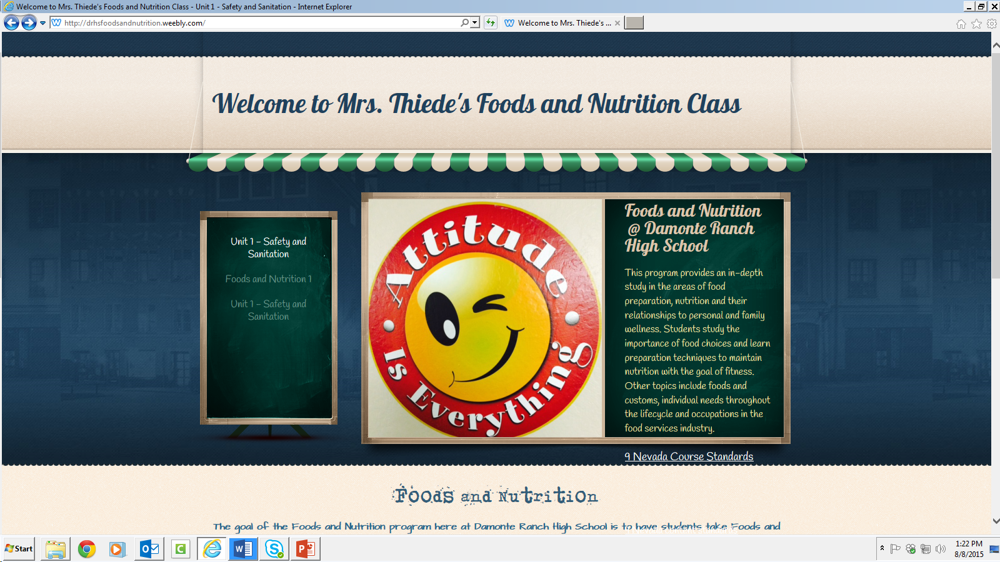 Welcome to Mrs. Thiede's Foods and Nutrition Class - Unit 1 - Safety and Sanitation - Internet Explorer
http://drhsfoodsandnutrition.weebly.com/
Welcome to Mrs. Thiede's ...
Welcome to Mrs. Thiede's Foods and Nutrition Class
Unit 1 - Safety and
Sanitation
Foods and Nutrition 1
Unit 1 - Safety and
Sanitation
Attitude
Is Everything
Foods and Nutrition
@ Damonte Ranch
High School
This program provides an in-depth
study in the areas of food
preparation, nutrition and their
relationships to personal and family
wellness. Students study the
importance of food choices and learn
preparation techniques to maintain
nutrition with the goal of fitness.
Other topics include foods and
customs, individual needs throughout
the lifecycle and occupations in the
food services industry.
9 Nevada Course Standards
Foods and Nutrition
The goal of the Foods and Nutrition program here at Damonte Ranch High School is to have students take Foods and
Start
1:22 PM
8/8/2015